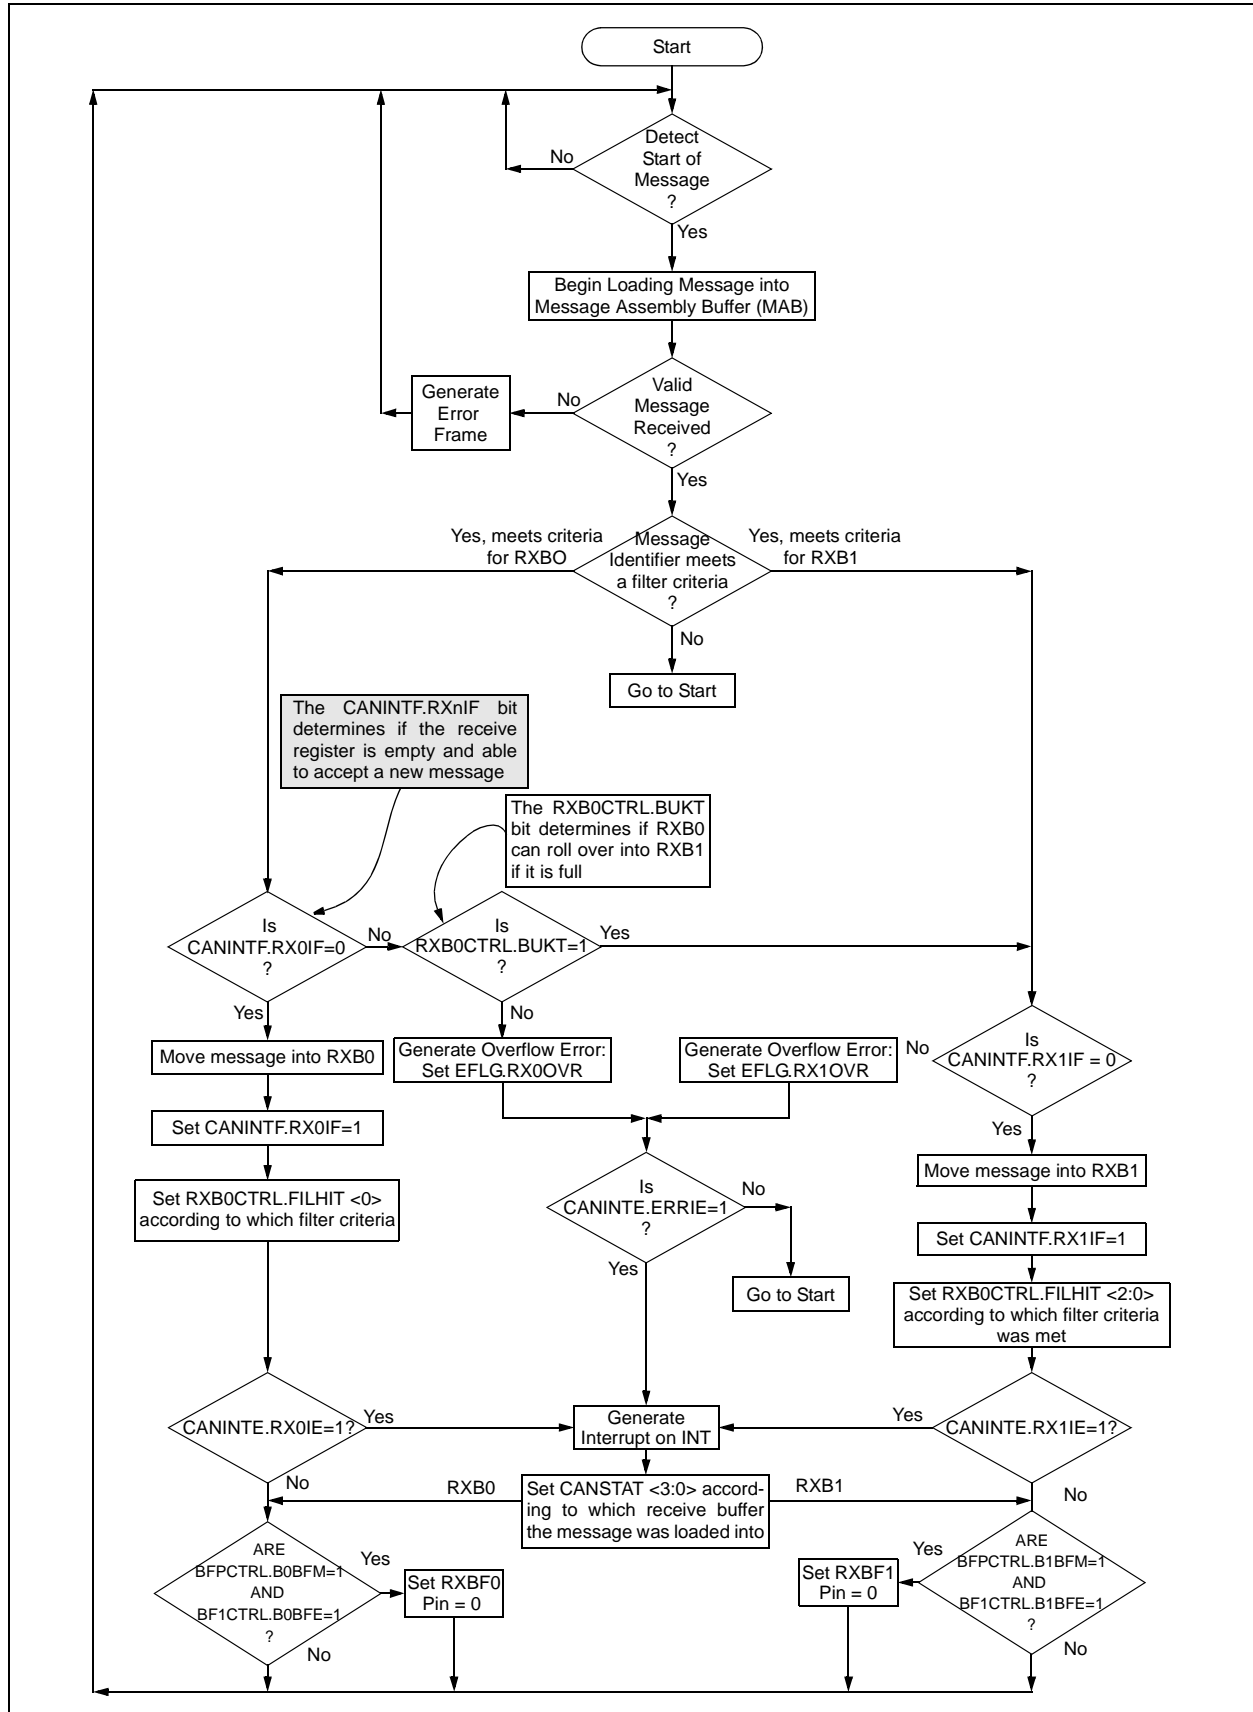 Start
Detect
Start of
Message
?
No
Yes
Begin Loading Message into
Message Assembly Buffer (MAB)
Valid
Message
Received
?
No
Generate
Error
Frame
Yes
Message
Identifier meets
a filter criteria
?
Yes, meets criteria
for RXBO
Yes, meets criteria
for RXB1
No
Go to Start
The CANINTF.RXnIF bit
determines if the receive
register is empty and able
to accept a new message
The RXB0CTRL.BUKT
bit determines if RXB0
can roll over into RXB1
if it is full
Is
CANINTF.RX0IF=0
?
No
Is
RXB0CTRL.BUKT=1
?
Yes
Yes
No
Move message into RXB0
Generate Overflow Error:
Set EFLG.RX0OVR
Generate Overflow Error:
Set EFLG.RX1OVR
No
Is
CANINTF.RX1IF = 0
?
Set CANINTF.RX0IF=1
Yes
Set RXB0CTRL.FILHIT <0>
according to which filter criteria
Is
CANINTE.ERRIE=1
?
No
Yes
Go to Start
Move message into RXB1
Set CANINTF.RX1IF=1
Set RXB0CTRL.FILHIT <2:0>
according to which filter criteria
was met
CANINTE.RX0IE=1?
Yes
Generate
Interrupt on INT
Yes
CANINTE.RX1IE=1?
No
RXB0
Set CANSTAT <3:0> accord-
ing to which receive buffer
the message was loaded into
RXB1
No
ARE
BFPCTRL.B0BFM=1
AND
BF1CTRL.B0BFE=1
?
Yes
Set RXBF0
Pin = 0
No
Set RXBF1
Pin = 0
Yes
ARE
BFPCTRL.B1BFM=1
AND
BF1CTRL.B1BFE=1
?
No